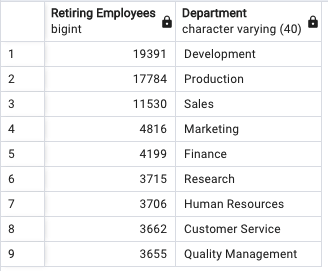 Retiring Employees Department
bigint character varying (40)
1 19391 Development
2 17784 Production
3 11530 Sales
4 4816 Marketing
5 4199 Finance
6 3715 Research
7 3706 Human Resources
8 3662 Customer Service
9 3655 Quality Management